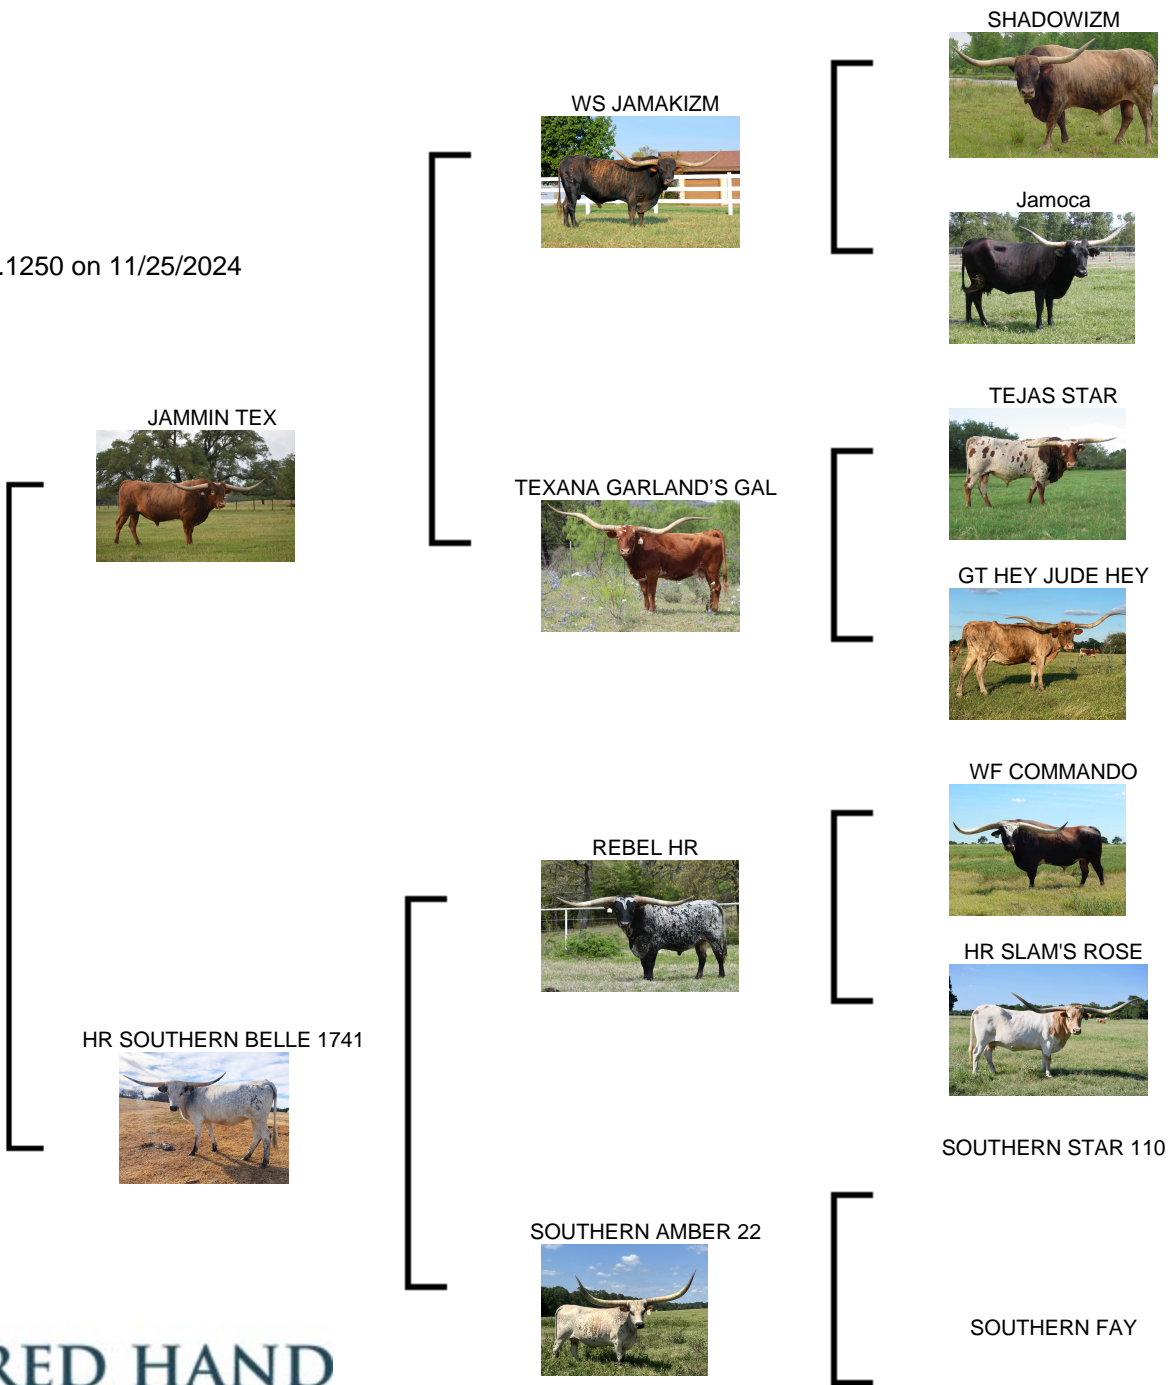 SHADOWIZM
WS JAMAKIZM
Jamoca
.1250 on 11/25/2024
TEJAS STAR
JAMMIN TEX
TEXANA GARLAND'S GAL
GT HEY JUDE HEY
WF COMMANDO
REBEL HR
HR SLAM'S ROSE
HR SOUTHERN BELLE 1741
SOUTHERN STAR 110
SOUTHERN AMBER 22
SOUTHERN FAY
RED HAND